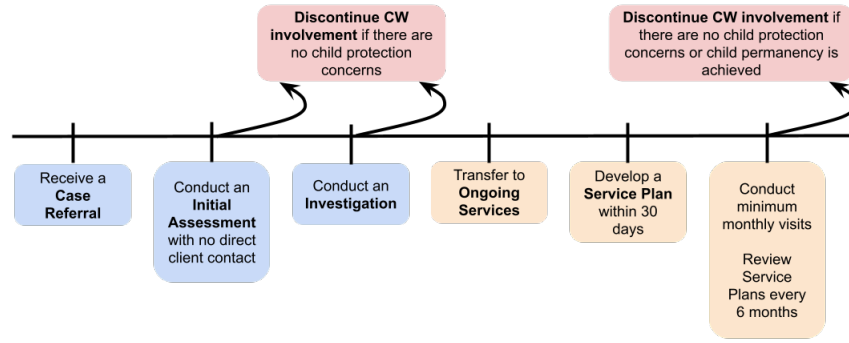 Discontinue CW
involvement if there are
no child protection
concerns
Discontinue CW involvement if
there are no child protection
concerns or child permanency is
achieved
Receive a
Case
Referral
Conduct an
Initial
Assessment
with no direct
client contact
Conduct an
Investigation
Transfer to
Ongoing
Services
Develop a
Service Plan
within 30
days
Conduct
minimum
monthly visits
Review
Service
Plans every
6 months